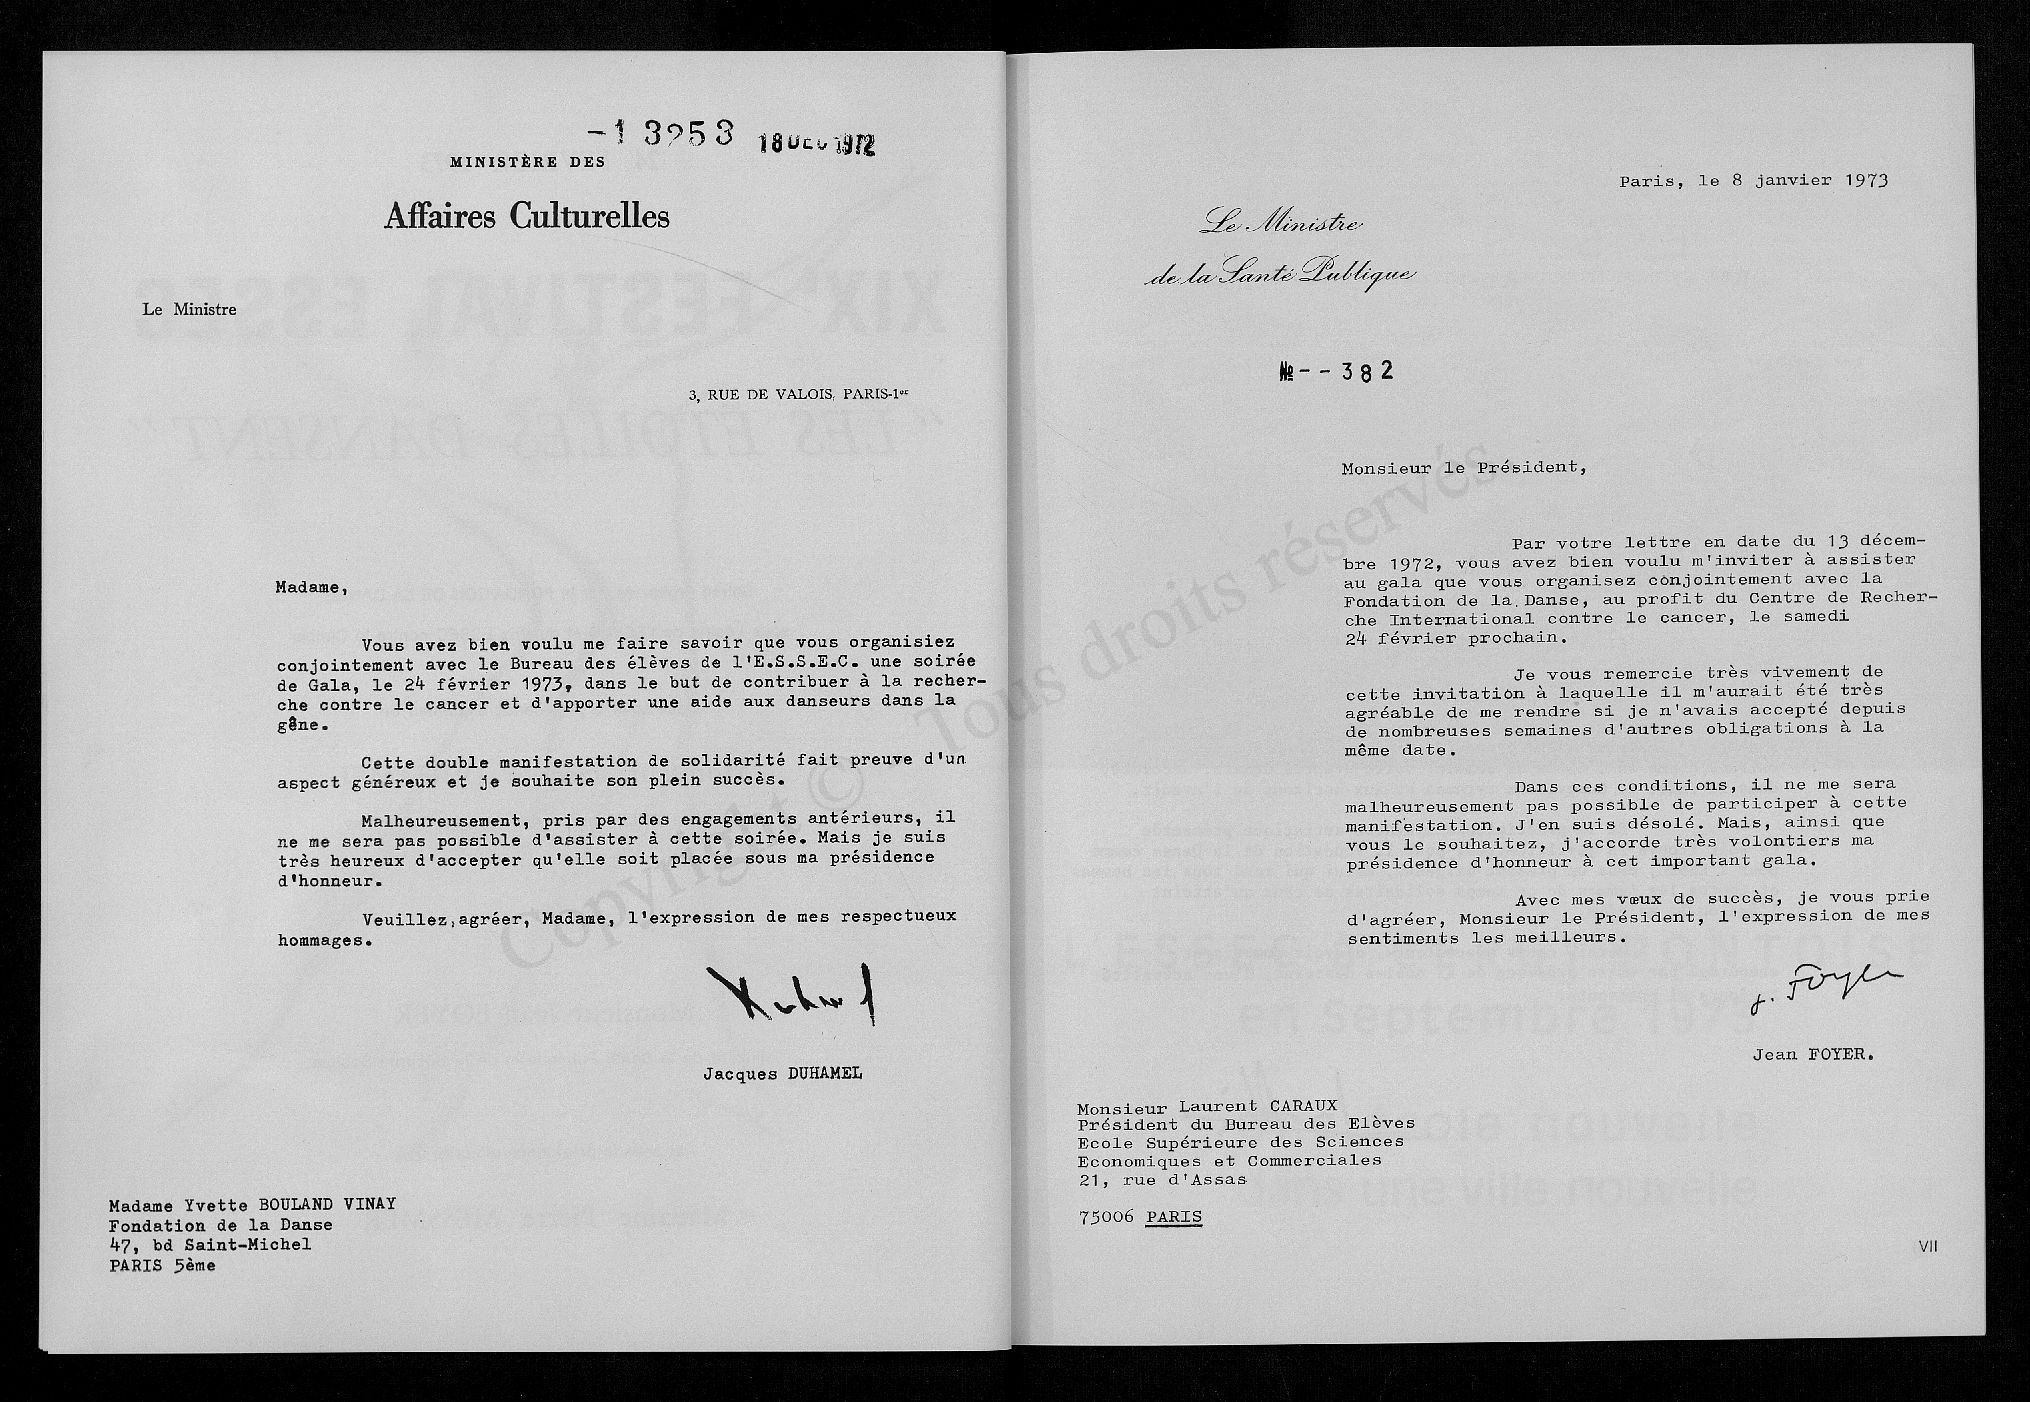 -13253 18 DEC 1972
MINISTÈRE DES
Affaires Culturelles
Le Ministre
3, RUE DE VALOIS, PARIS-1er
Madame,
Vous avez bien voulu me faire savoir que vous organisiez
conjointement avec le Bureau des élèves de l'E.S.S.E.C. une soirée
de Gala, le 24 février 1973, dans le but de contribuer à la recher-
che contre le cancer et d'apporter une aide aux danseurs dans la
gêne.
Cette double manifestation de solidarité fait preuve d'un
aspect généreux et je souhaite son plein succès.
Malheureusement, pris par des engagements antérieurs, il
ne me sera pas possible d'assister à cette soirée. Mais je suis
très heureux d'accepter qu'elle soit placée sous ma présidence
d'honneur.
Veuillez, agréer, Madame, l'expression de mes respectueux
hommages.
Jacques DUHAMEL
Madame Yvette BOULAND VINAY
Fondation de la Danse
47, bd Saint-Michel
PARIS 5ème
Paris, le 8 janvier 1973
Le Ministre
de la Santé Publique
№ -- 382
Monsieur le Président,
Par votre lettre en date du 13 décem-
bre 1972, vous avez bien voulu m'inviter à assister
au gala que vous organisez conjointement avec la
Fondation de la Danse, au profit du Centre de Recher-
che International contre le cancer, le samedi
24 février prochain.
Je vous remercie très vivement de
cette invitation à laquelle il m'aurait été très
agréable de me rendre si je n'avais accepté depuis
de nombreuses semaines d'autres obligations à la
même date.
Dans ces conditions, il ne me sera
malheureusement pas possible de participer à cette
manifestation. J'en suis désolé. Mais, ainsi que
vous le souhaitez, j'accorde très volontiers ma
présidence d'honneur à cet important gala.
Avec mes vœux de succès, je vous prie
d'agréer, Monsieur le Président, l'expression de mes
sentiments les meilleurs.
J. Foyer
Jean FOYER.
Monsieur Laurent CARAUX
Président du Bureau des Elèves
Ecole Supérieure des Sciences
Economiques et Commerciales
21, rue d'Assas
75006 PARIS
VII
Copyright © Tous droits réservés